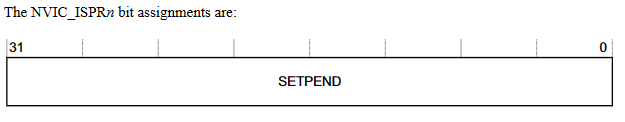 The NVIC_ISPRn bit assignments are:
31 0
SETPEND